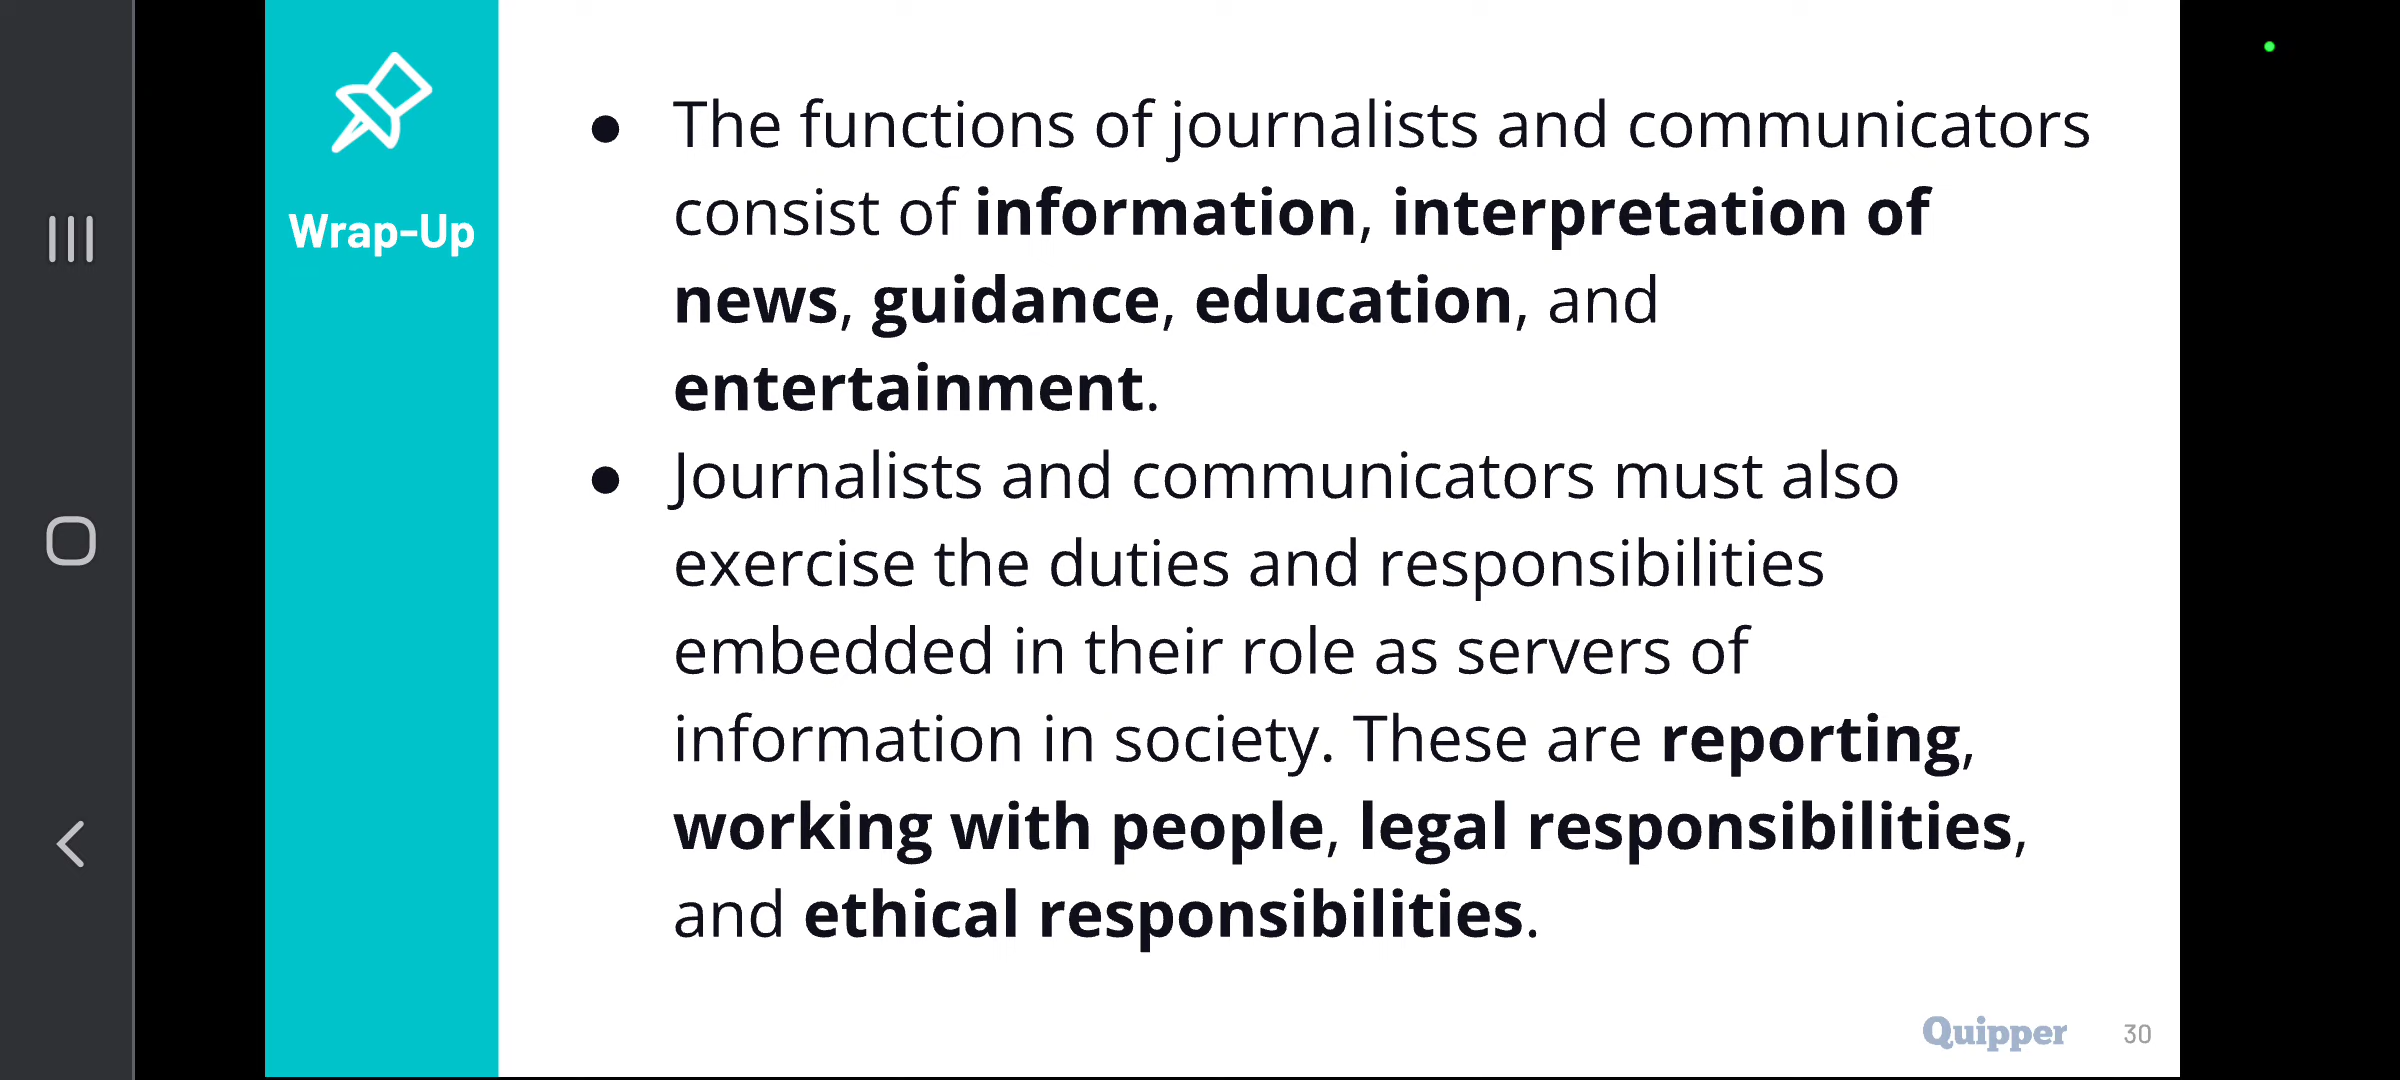 Wrap-Up
● The functions of journalists and communicators
consist of information, interpretation of
news, guidance, education, and
entertainment.
● Journalists and communicators must also
exercise the duties and responsibilities
embedded in their role as servers of
information in society. These are reporting,
working with people, legal responsibilities,
and ethical responsibilities.
Quipper 30